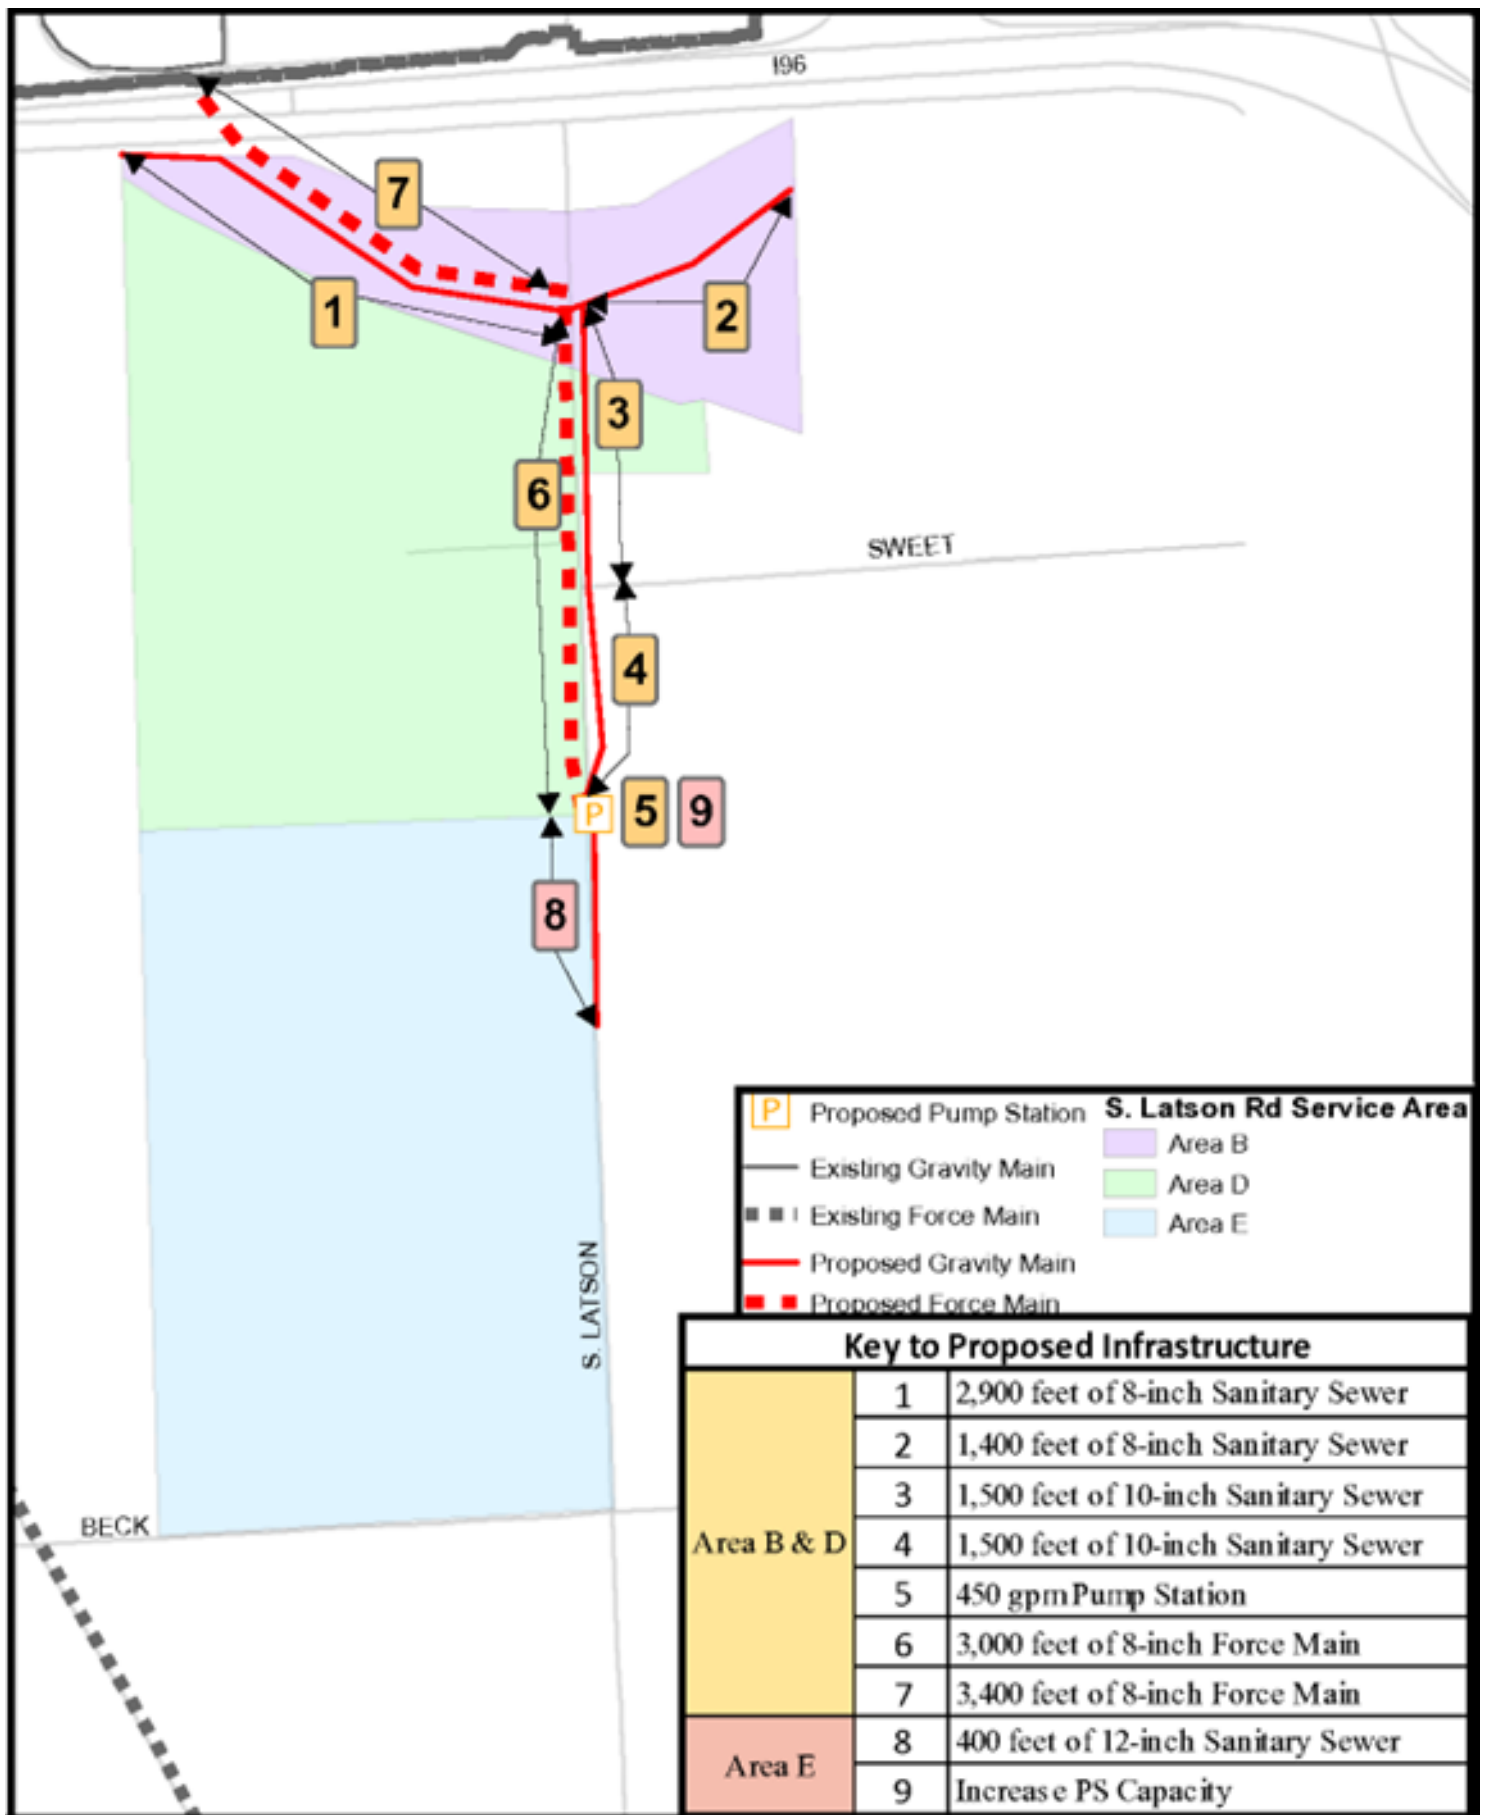 I96
7
1
2
3
6
SWEET
4
P
5
9
8
S. LATSON
BECK
P Proposed Pump Station
Existing Gravity Main
Existing Force Main
Proposed Gravity Main
Proposed Force Main
S. Latson Rd Service Area
Area B
Area D
Area E
Key to Proposed Infrastructure
Area B & D
1 2,900 feet of 8-inch Sanitary Sewer
2 1,400 feet of 8-inch Sanitary Sewer
3 1,500 feet of 10-inch Sanitary Sewer
4 1,500 feet of 10-inch Sanitary Sewer
5 450 gpm Pump Station
6 3,000 feet of 8-inch Force Main
7 3,400 feet of 8-inch Force Main
Area E
8 400 feet of 12-inch Sanitary Sewer
9 Increase PS Capacity